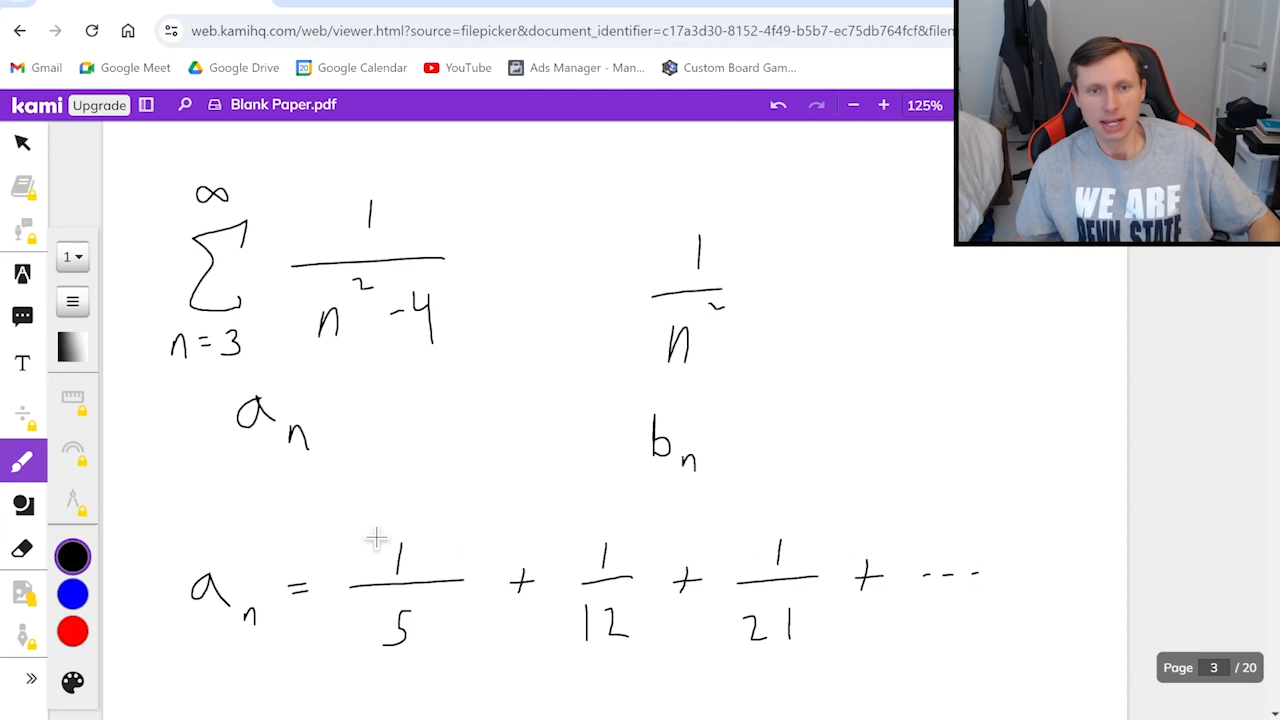 web.kamihq.com/web/viewer.html?source=filepicker&document_identifier=c17a3d30-8152-4f49-b5b7-ec75db764fcf&filen
Gmail Google Meet Google Drive 20 Google Calendar YouTube Ads Manager - Man... Custom Board Gam...
kami Upgrade Blank Paper.pdf 125%
WE ARE
PENN STATE
∞
∑ 1/(n² -4) 1/n²
n=3
aₙ bₙ
aₙ = 1/5 + 1/12 + 1/21 + ---
1
A
T
Page 3 / 20